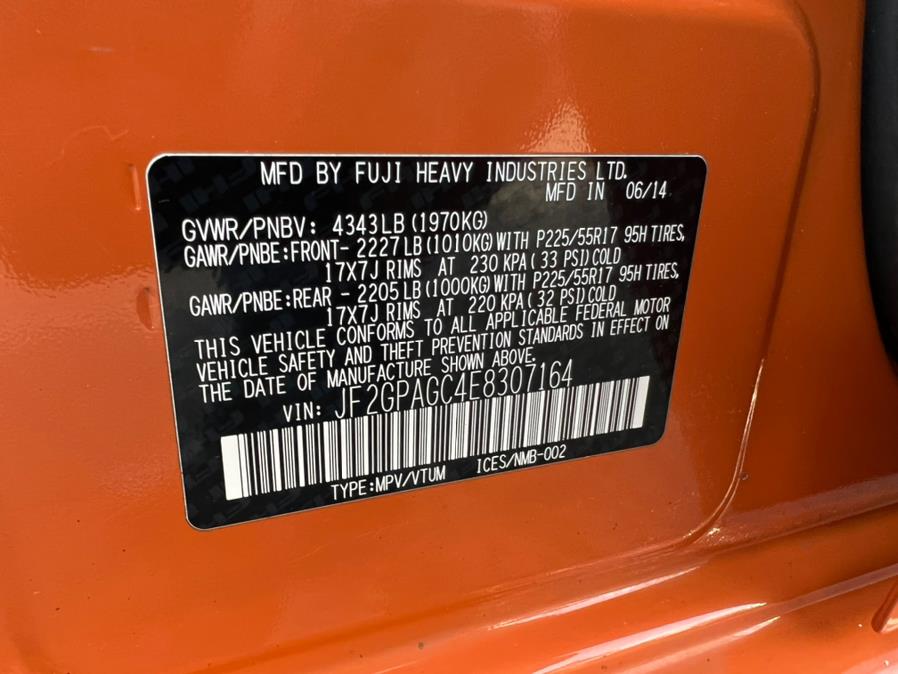 MFD BY FUJI HEAVY INDUSTRIES LTD.
MFD IN 06/14
GVWR/PNBV: 4343LB (1970KG)
GAWR/PNBE:FRONT- 2227LB(1010KG) WITH P225/55R17 95H TIRES,
17X7J RIMS AT 230 KPA( 33 PSI) COLD
GAWR/PNBE:REAR - 2205LB(1000KG) WITH P225/55R17 95H TIRES,
17X7J RIMS AT 220 KPA( 32 PSI) COLD
THIS VEHICLE CONFORMS TO ALL APPLICABLE FEDERAL MOTOR
VEHICLE SAFETY AND THEFT PREVENTION STANDARDS IN EFFECT ON
THE DATE OF MANUFACTURE SHOWN ABOVE.
VIN: JF2GPAGC4E8307164
TYPE:MPV/VTUM ICES/NMB-002